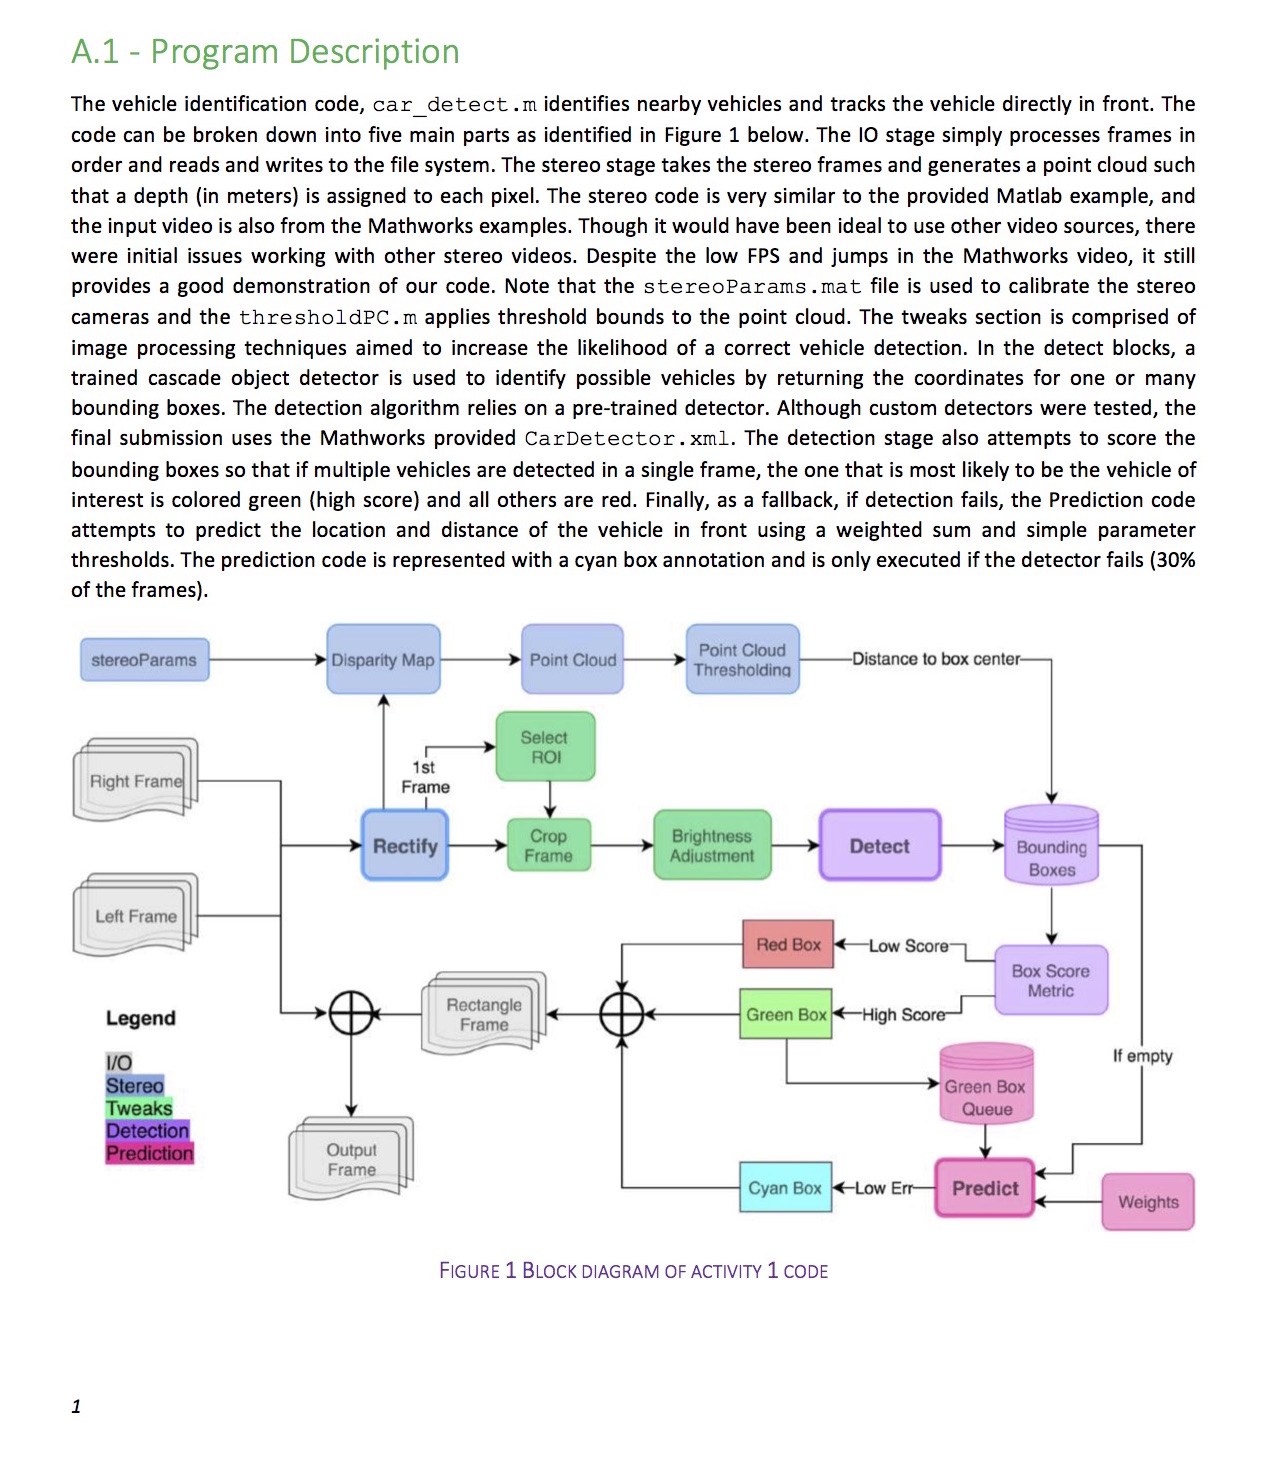 A.1 - Program Description
The vehicle identification code, car_detect.m identifies nearby vehicles and tracks the vehicle directly in front. The
code can be broken down into five main parts as identified in Figure 1 below. The IO stage simply processes frames in
order and reads and writes to the file system. The stereo stage takes the stereo frames and generates a point cloud such
that a depth (in meters) is assigned to each pixel. The stereo code is very similar to the provided Matlab example, and
the input video is also from the Mathworks examples. Though it would have been ideal to use other video sources, there
were initial issues working with other stereo videos. Despite the low FPS and jumps in the Mathworks video, it still
provides a good demonstration of our code. Note that the stereoParams.mat file is used to calibrate the stereo
cameras and the thresholdPC.m applies threshold bounds to the point cloud. The tweaks section is comprised of
image processing techniques aimed to increase the likelihood of a correct vehicle detection. In the detect blocks, a
trained cascade object detector is used to identify possible vehicles by returning the coordinates for one or many
bounding boxes. The detection algorithm relies on a pre-trained detector. Although custom detectors were tested, the
final submission uses the Mathworks provided CarDetector.xml. The detection stage also attempts to score the
bounding boxes so that if multiple vehicles are detected in a single frame, the one that is most likely to be the vehicle of
interest is colored green (high score) and all others are red. Finally, as a fallback, if detection fails, the Prediction code
attempts to predict the location and distance of the vehicle in front using a weighted sum and simple parameter
thresholds. The prediction code is represented with a cyan box annotation and is only executed if the detector fails (30%
of the frames).
stereoParams
Disparity Map
Point Cloud
Point Cloud
Thresholding
Distance to box center
Right Frame
1st
Frame
Select
ROI
Rectify
Crop
Frame
Brightness
Adjustment
Detect
Bounding
Boxes
Left Frame
Red Box
Low Score
Box Score
Metric
Rectangle
Frame
Green Box
High Score
Legend
I/O
Stereo
Tweaks
Detection
Prediction
If empty
Green Box
Queue
Output
Frame
Cyan Box
Low Err
Predict
Weights
FIGURE 1 BLOCK DIAGRAM OF ACTIVITY 1 CODE
1